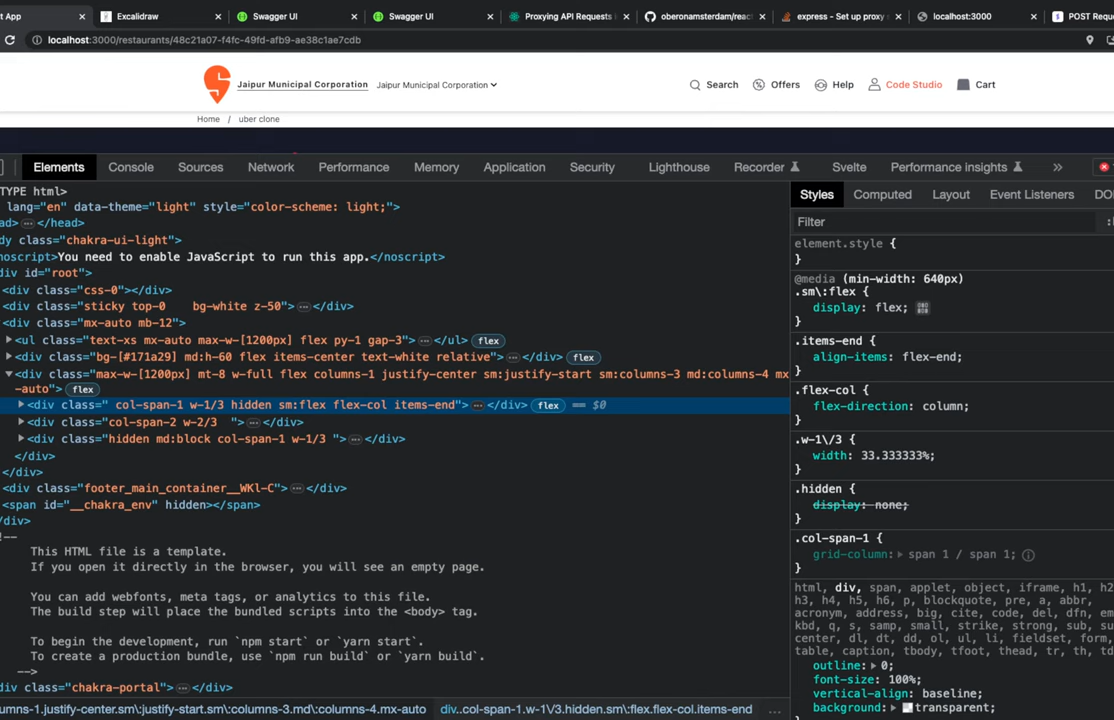 t App
Excalidraw
Swagger UI
Swagger UI
Proxying API Requests
oberonamsterdam/react
express - Set up proxy
localhost:3000
POST Reque
localhost:3000/restaurants/48c21a07-f4fc-49fd-afb9-ae38c1ae7cdb
Jaipur Municipal Corporation
Jaipur Municipal Corporation
Search
Offers
Help
Code Studio
Cart
Home / uber clone
Elements
Console
Sources
Network
Performance
Memory
Application
Security
Lighthouse
Recorder
Svelte
Performance insights
»
TYPE html>
lang="en" data-theme="light" style="color-scheme: light;">
ead> … </head>
dy class="chakra-ui-light">
noscript>You need to enable JavaScript to run this app.</noscript>
div id="root">
<div class="css-0"></div>
<div class="sticky top-0    bg-white z-50"> … </div>
<div class="mx-auto mb-12">
<ul class="text-xs mx-auto max-w-[1200px] flex py-1 gap-3"> … </ul> flex
<div class="bg-[#171a29] md:h-60 flex items-center text-white relative"> … </div> flex
<div class="max-w-[1200px] mt-8 w-full flex columns-1 justify-center sm:justify-start sm:columns-3 md:columns-4 mx
-auto"> flex
<div class=" col-span-1 w-1/3 hidden sm:flex flex-col items-end"> … </div> flex == $0
<div class="col-span-2 w-2/3  "> … </div>
<div class="hidden md:block col-span-1 w-1/3 "> … </div>
</div>
</div>
<div class="footer_main_container__WKl-C"> … </div>
<span id="__chakra_env" hidden></span>
/div>
!--
This HTML file is a template.
If you open it directly in the browser, you will see an empty page.
You can add webfonts, meta tags, or analytics to this file.
The build step will place the bundled scripts into the <body> tag.
To begin the development, run `npm start` or `yarn start`.
To create a production bundle, use `npm run build` or `yarn build`.
-->
div class="chakra-portal"> … </div>
umns-1.justify-center.sm\:justify-start.sm\:columns-3.md\:columns-4.mx-auto
div..col-span-1.w-1\/3.hidden.sm\:flex.flex-col.items-end
...
Styles
Computed
Layout
Event Listeners
DO
Filter
:
element.style {
}
@media (min-width: 640px)
.sm\:flex {
display: flex;
}
.items-end {
align-items: flex-end;
}
.flex-col {
flex-direction: column;
}
.w-1\/3 {
width: 33.333333%;
}
.hidden {
display: none;
}
.col-span-1 {
grid-column: span 1 / span 1;
}
html, div, span, applet, object, iframe, h1, h2
h3, h4, h5, h6, p, blockquote, pre, a, abbr,
acronym, address, big, cite, code, del, dfn, em
kbd, q, s, samp, small, strike, strong, sub, su
center, dl, dt, dd, ol, ul, li, fieldset, form,
table, caption, tbody, tfoot, thead, tr, th, td
outline: 0;
font-size: 100%;
vertical-align: baseline;
background: transparent;